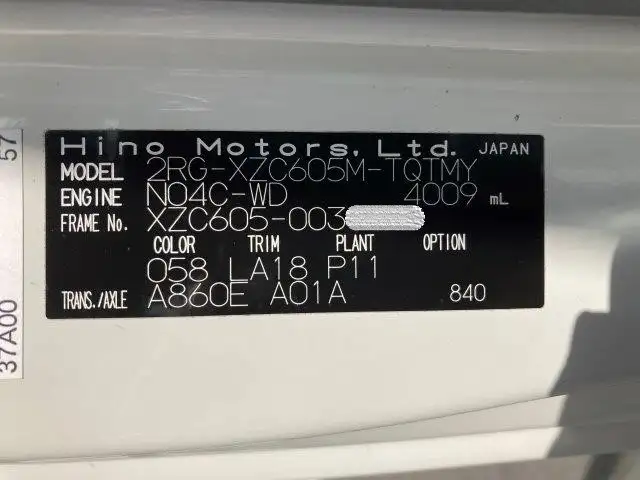 Hino Motors, Ltd. JAPAN
MODEL 2RG-XZC605M-TQTMY
ENGINE N04C-WD 4009 mL
FRAME No. XZC605-003
COLOR TRIM PLANT OPTION
058 LA18 P11
TRANS./AXLE A860E A01A 840
57
37A00